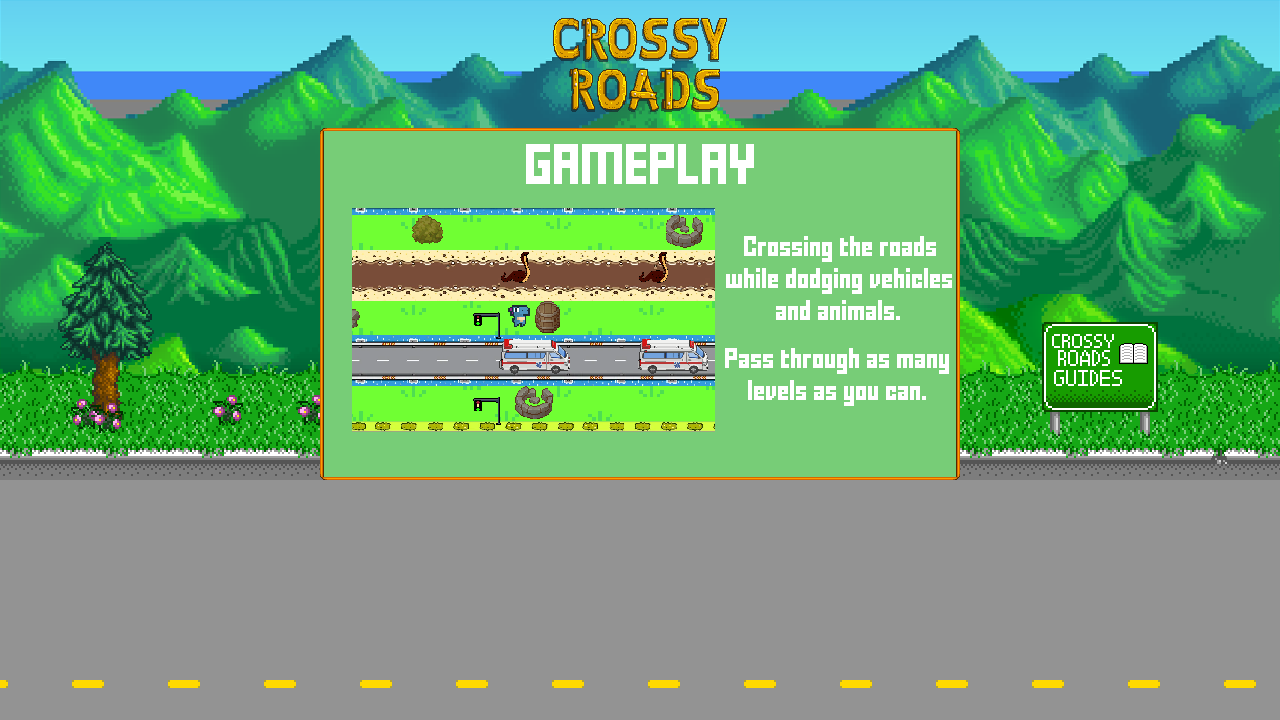 CROSSY
ROADS
GAMEPLAY
Crossing the roads
while dodging vehicles
and animals.
Pass through as many
levels as you can.
CROSSY
ROADS
GUIDES